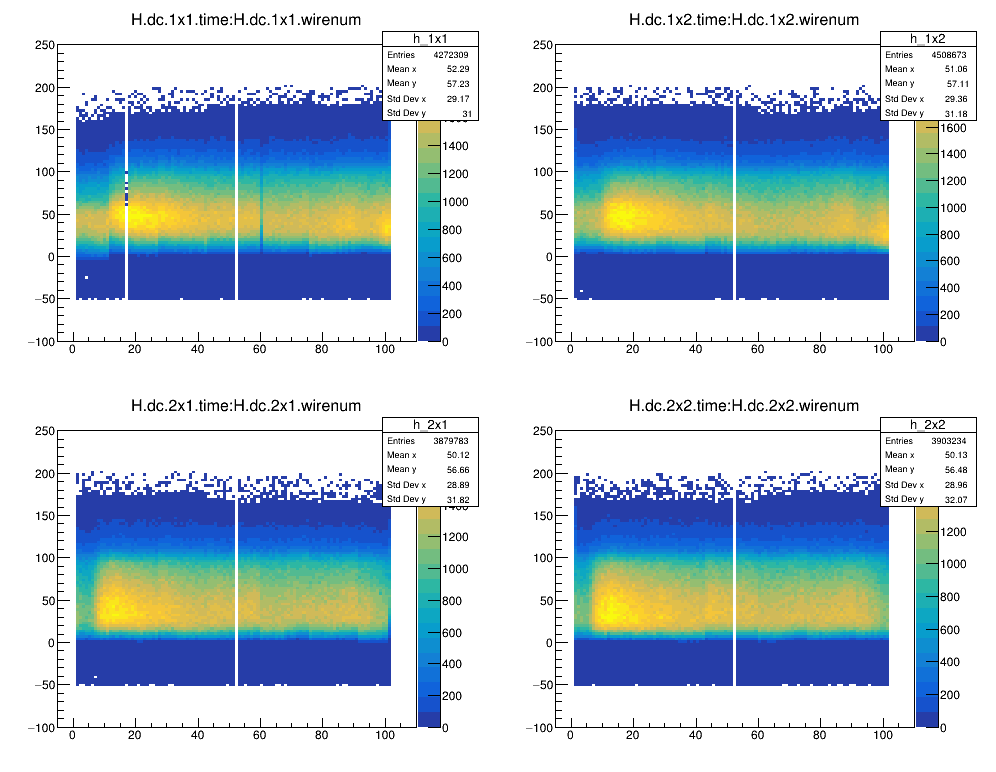 H.dc.1x1.time:H.dc.1x1.wirenum
h_1x1
Entries 4272309
Mean x 52.29
Mean y 57.23
Std Dev x 29.17
Std Dev y 31
250
200
150
100
50
0
−50
−100
0 20 40 60 80 100
1400
1200
1000
800
600
400
200
0
H.dc.1x2.time:H.dc.1x2.wirenum
h_1x2
Entries 4508673
Mean x 51.06
Mean y 57.11
Std Dev x 29.36
Std Dev y 31.18
250
200
150
100
50
0
−50
−100
0 20 40 60 80 100
1600
1400
1200
1000
800
600
400
200
0
H.dc.2x1.time:H.dc.2x1.wirenum
h_2x1
Entries 3879783
Mean x 50.12
Mean y 56.66
Std Dev x 28.89
Std Dev y 31.82
250
200
150
100
50
0
−50
−100
0 20 40 60 80 100
1400
1200
1000
800
600
400
200
0
H.dc.2x2.time:H.dc.2x2.wirenum
h_2x2
Entries 3903234
Mean x 50.13
Mean y 56.48
Std Dev x 28.96
Std Dev y 32.07
250
200
150
100
50
0
−50
−100
0 20 40 60 80 100
1200
1000
800
600
400
200
0